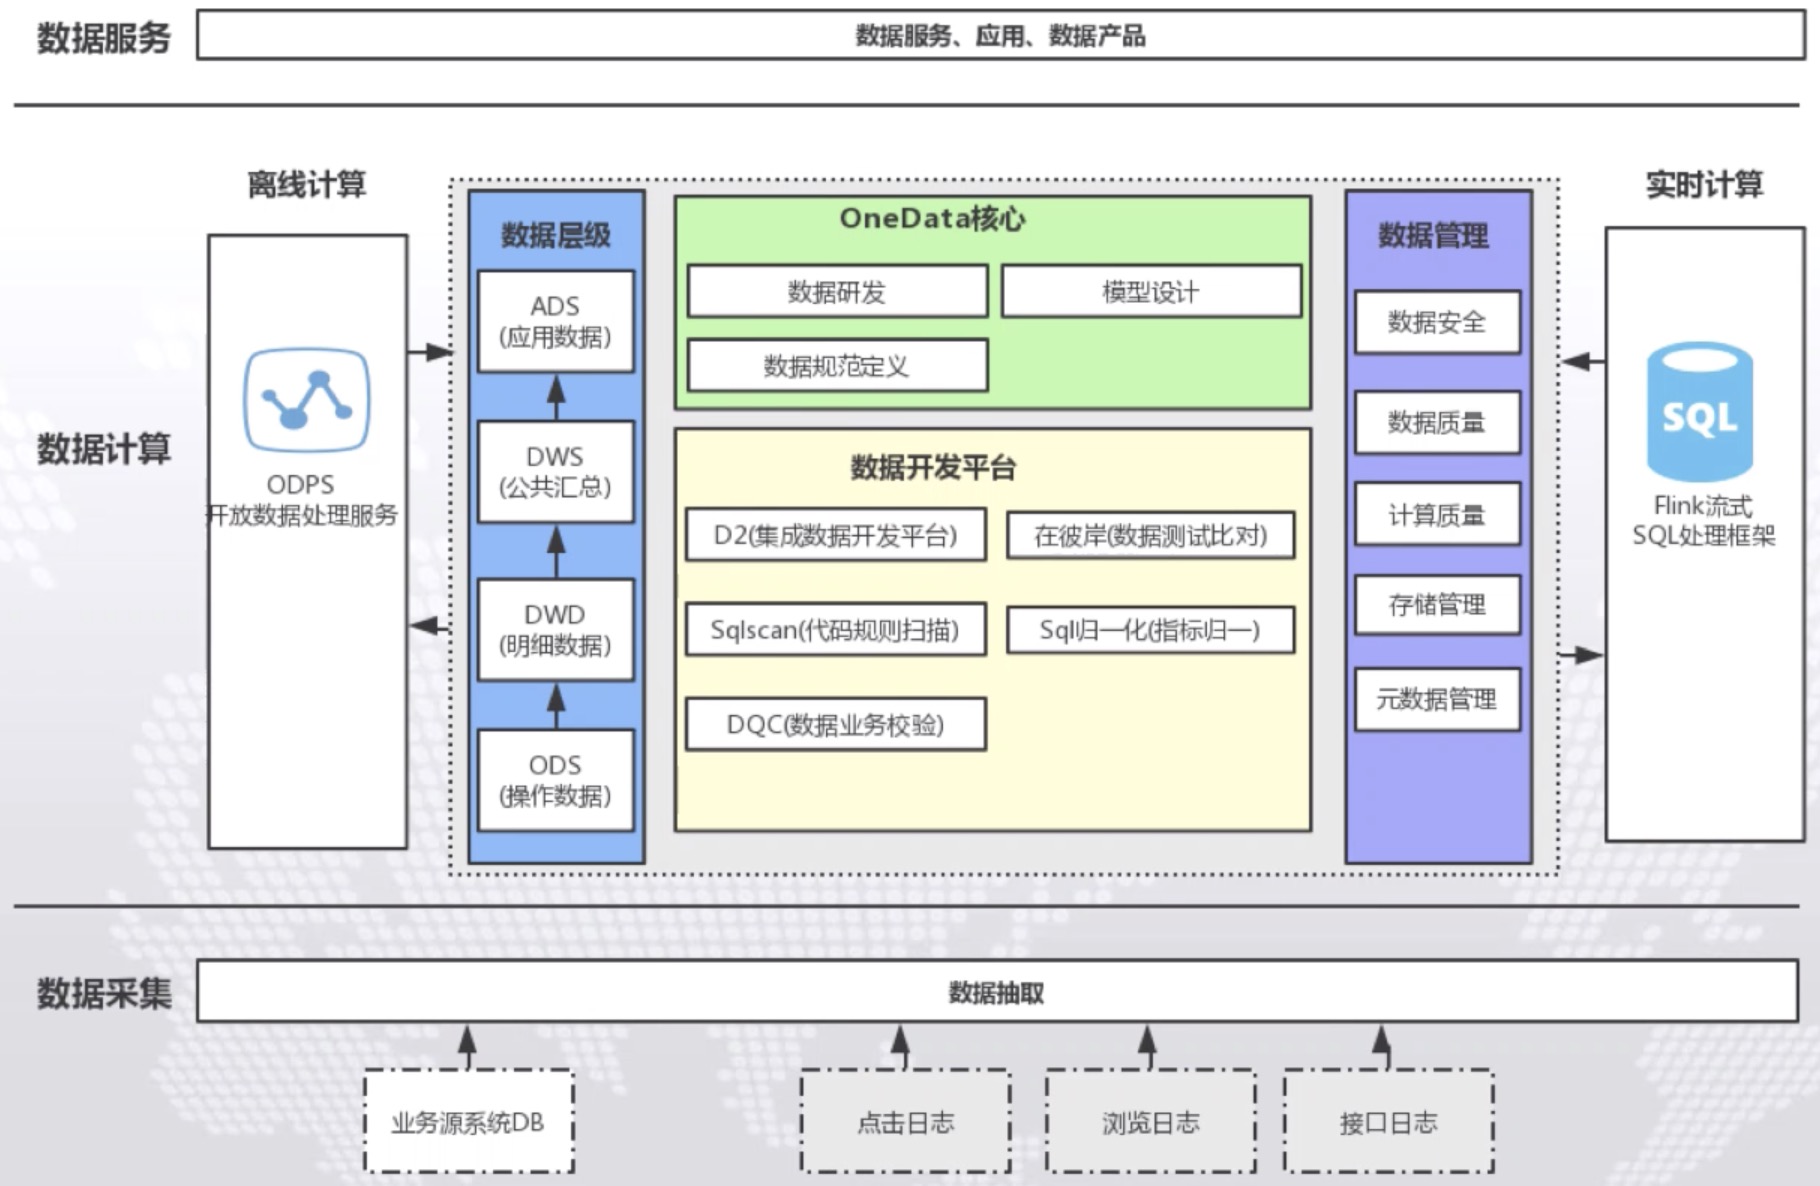 数据服务
数据服务、应用、数据产品
离线计算
实时计算
数据计算
ODPS
开放数据处理服务
数据层级
ADS
(应用数据)
DWS
(公共汇总)
DWD
(明细数据)
ODS
(操作数据)
OneData核心
数据研发
模型设计
数据规范定义
数据开发平台
D2(集成数据开发平台)
在彼岸(数据测试比对)
Sqlscan(代码规则扫描)
Sql归一化(指标归一)
DQC(数据业务校验)
数据管理
数据安全
数据质量
计算质量
存储管理
元数据管理
SQL
Flink流式
SQL处理框架
数据采集
数据抽取
业务源系统DB
点击日志
浏览日志
接口日志